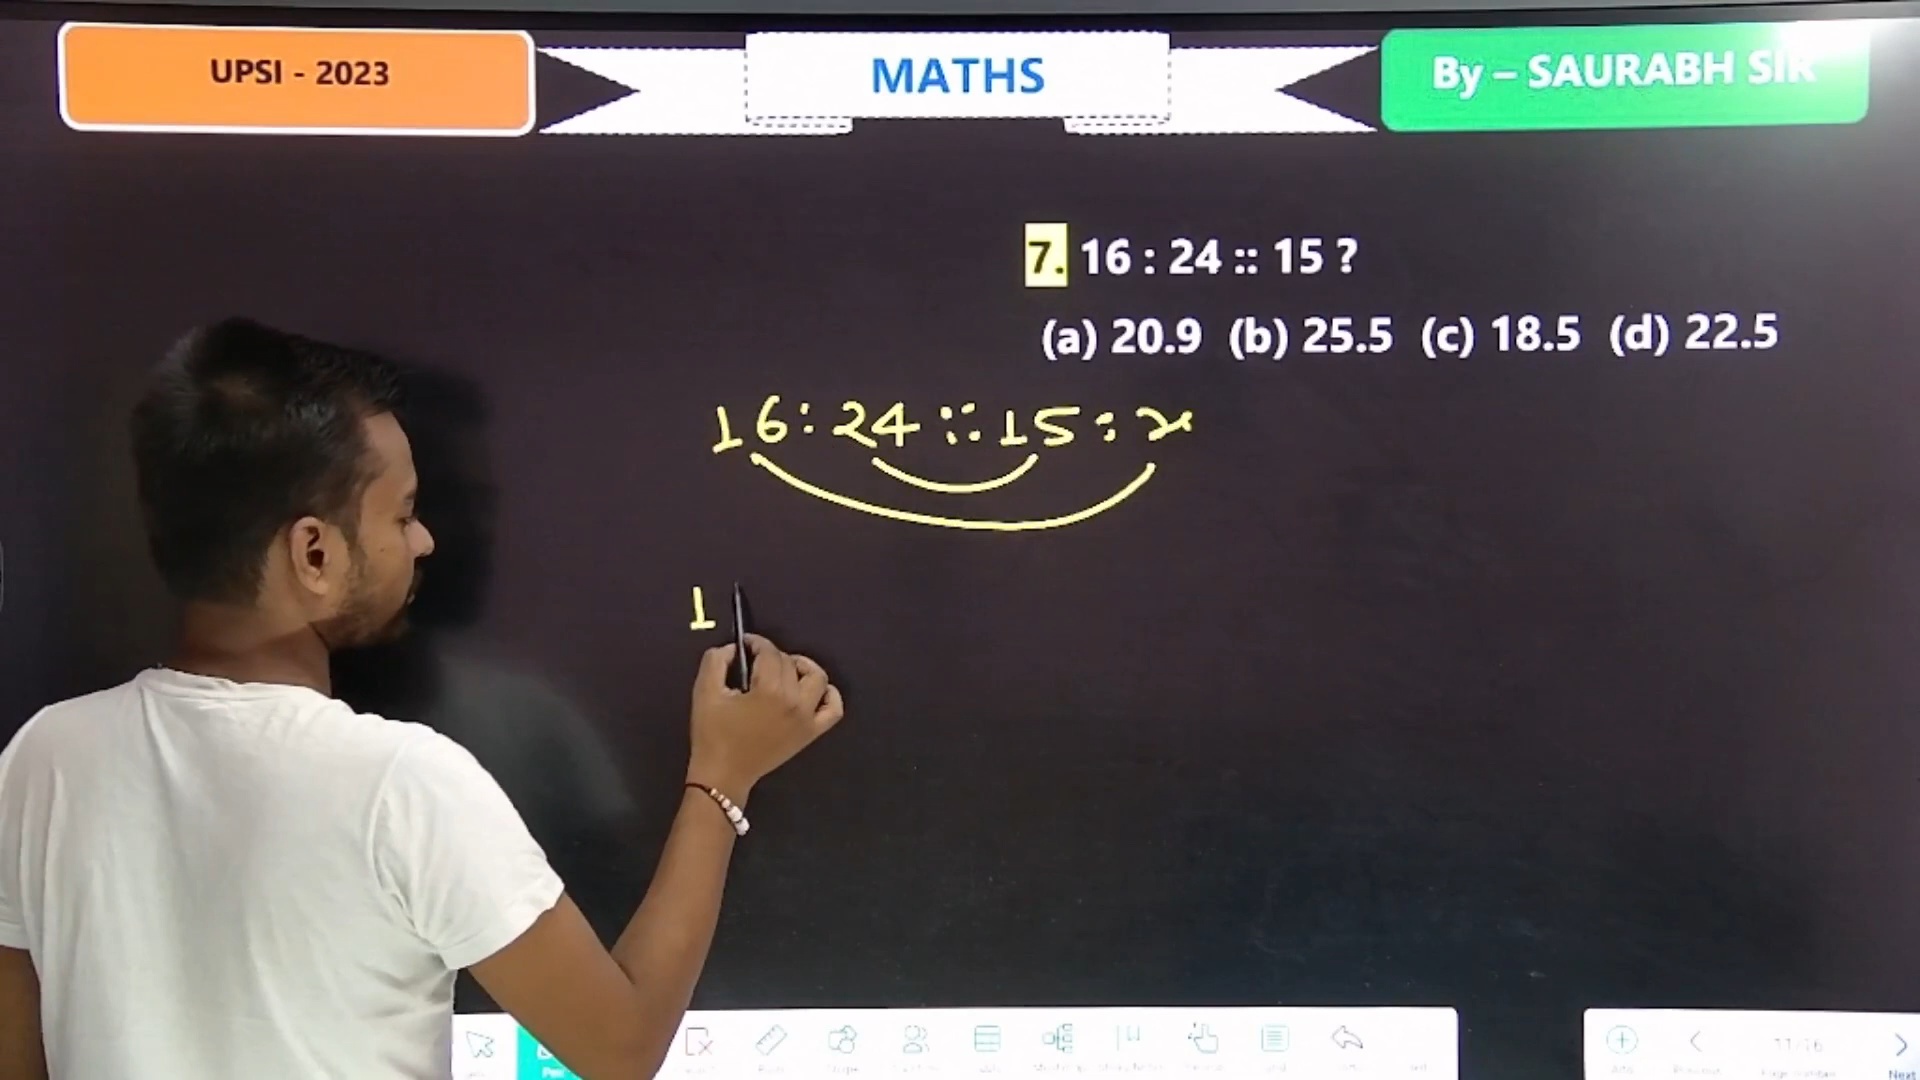 UPSI - 2023
MATHS
By – SAURABH SIR
7. 16 : 24 :: 15 ?
(a) 20.9 (b) 25.5 (c) 18.5 (d) 22.5
16 : 24 :: 15 : x
1
Next